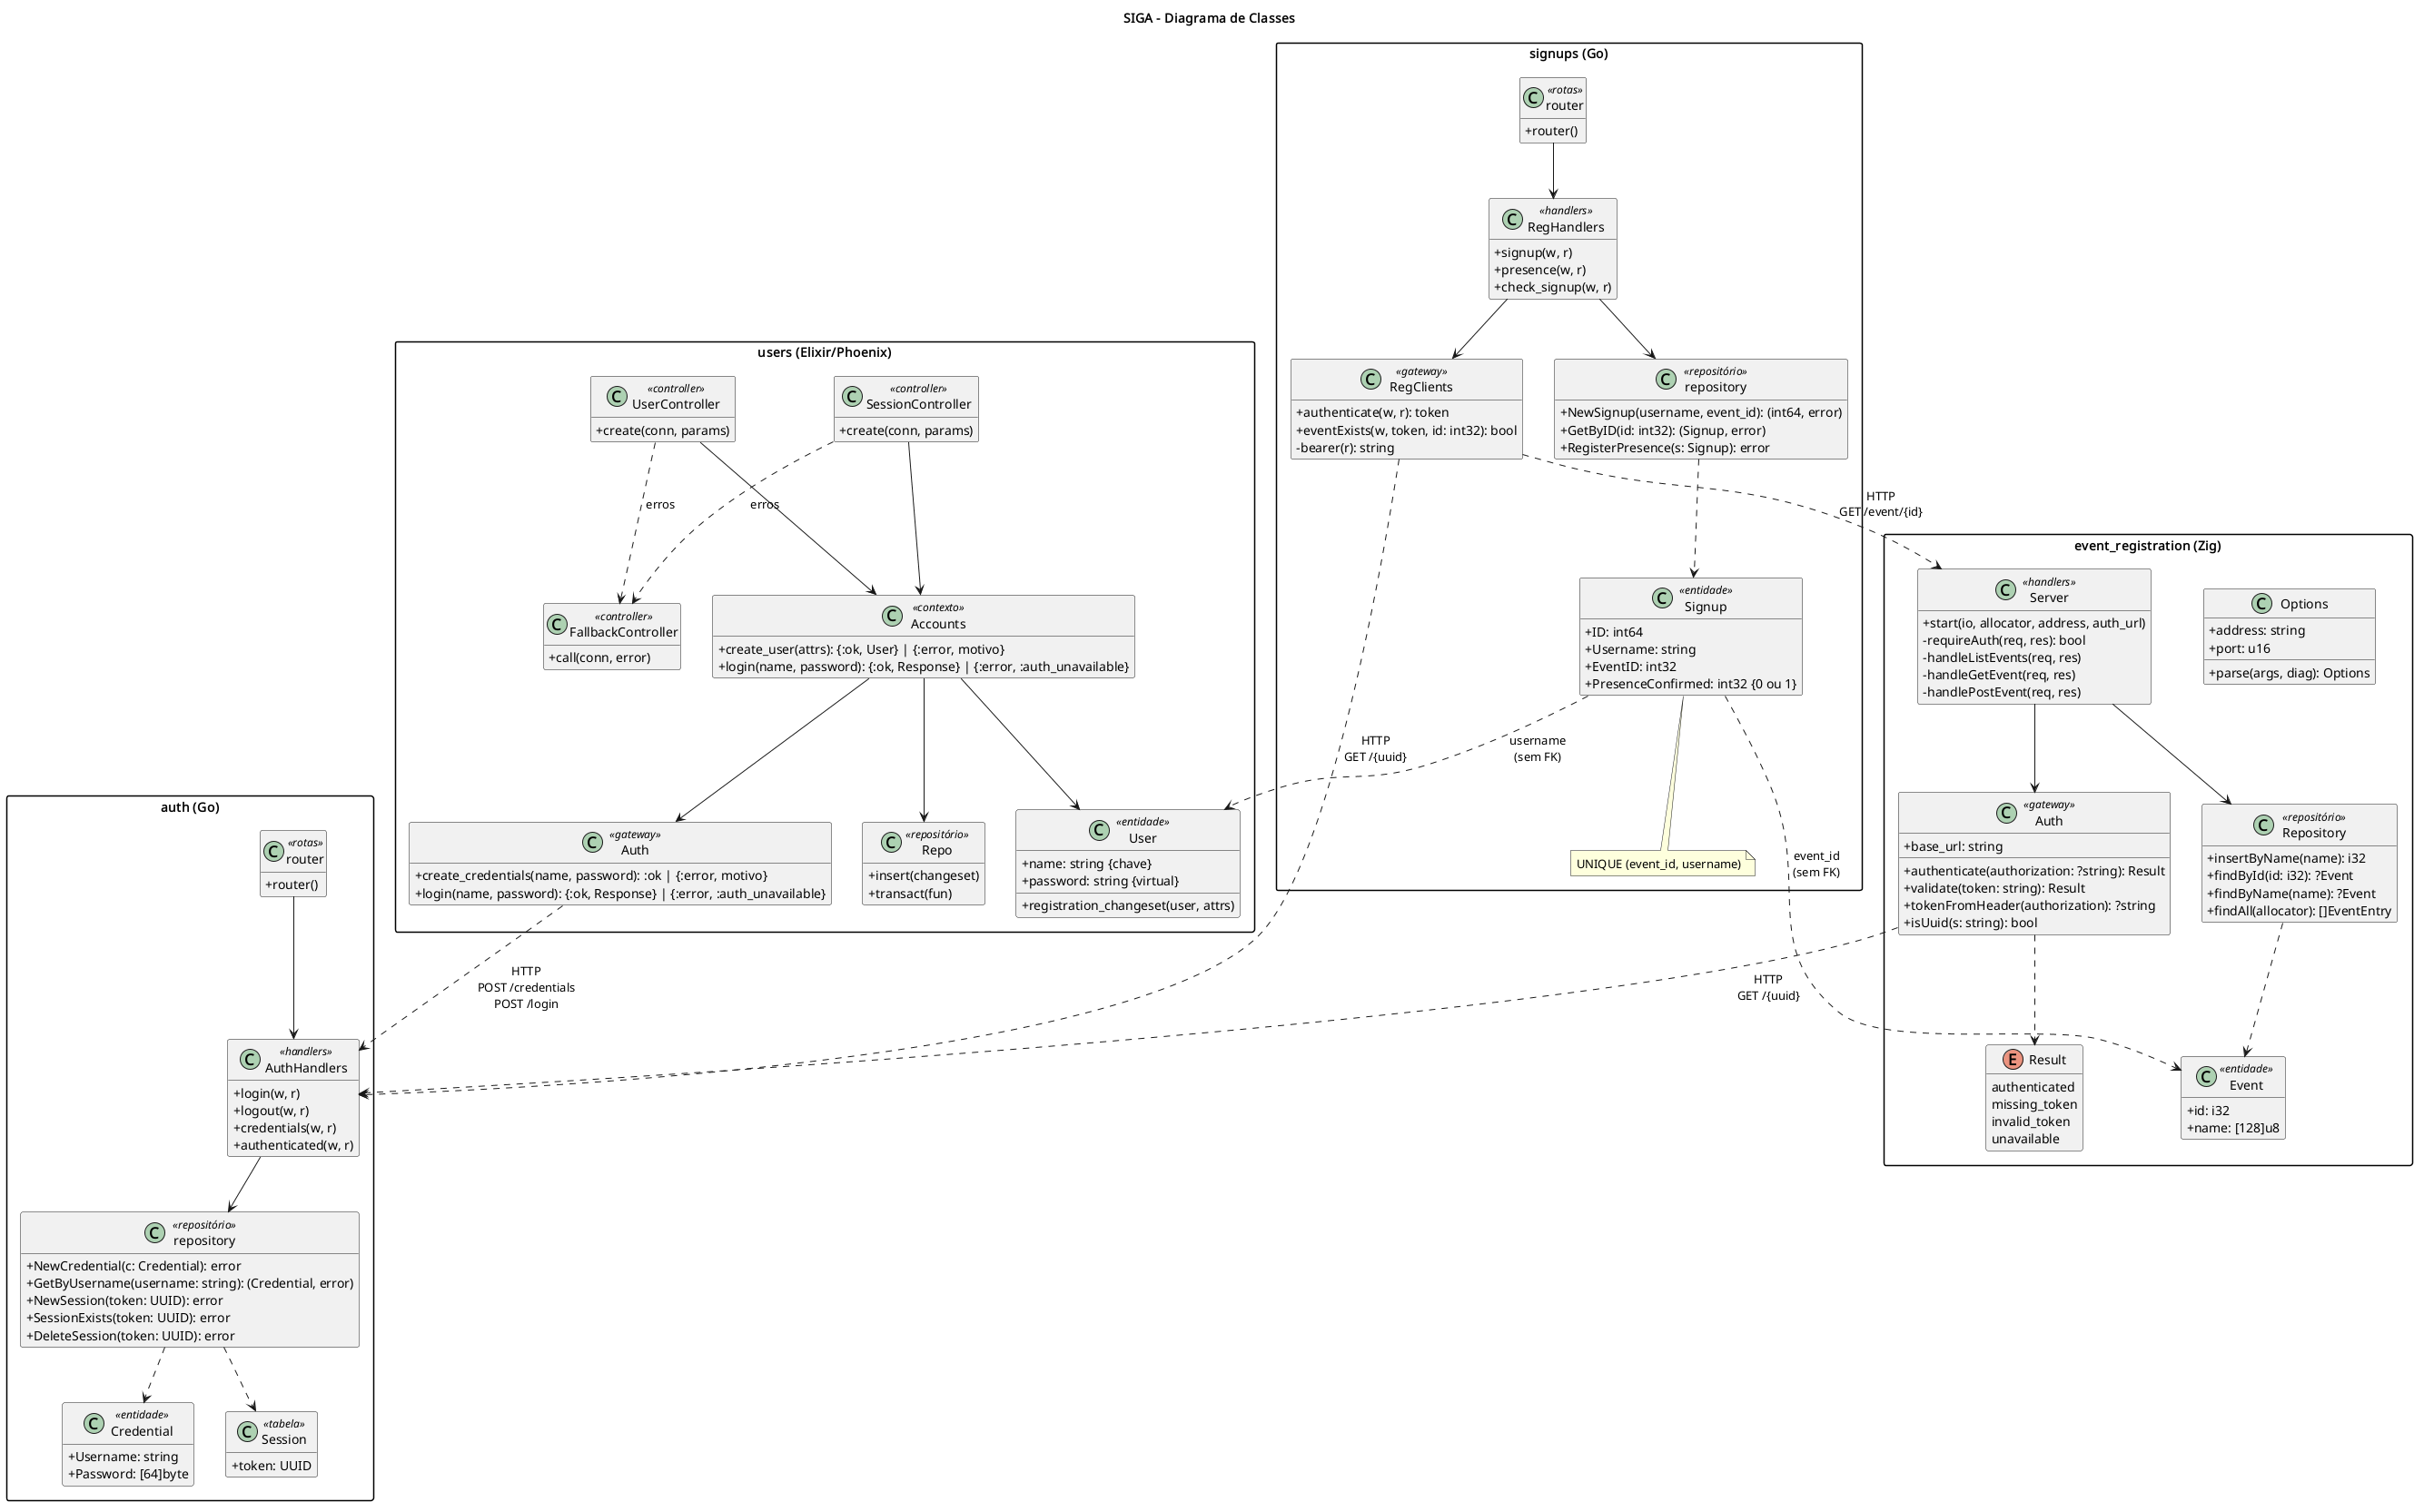 SIGA - Diagrama de Classes
signups (Go)
«rotas»
router
+router()
«handlers»
RegHandlers
+signup(w, r)
+presence(w, r)
+check_signup(w, r)
«gateway»
RegClients
+authenticate(w, r): token
+eventExists(w, token, id: int32): bool
-bearer(r): string
«repositório»
repository
+NewSignup(username, event_id): (int64, error)
+GetByID(id: int32): (Signup, error)
+RegisterPresence(s: Signup): error
HTTP
GET /event/{id}
«entidade»
Signup
+ID: int64
+Username: string
+EventID: int32
+PresenceConfirmed: int32 {0 ou 1}
HTTP
GET /{uuid}
username
(sem FK)
UNIQUE (event_id, username)
event_id
(sem FK)
users (Elixir/Phoenix)
«controller»
UserController
+create(conn, params)
«controller»
SessionController
+create(conn, params)
erros
erros
«controller»
FallbackController
+call(conn, error)
«contexto»
Accounts
+create_user(attrs): {:ok, User} | {:error, motivo}
+login(name, password): {:ok, Response} | {:error, :auth_unavailable}
«gateway»
Auth
+create_credentials(name, password): :ok | {:error, motivo}
+login(name, password): {:ok, Response} | {:error, :auth_unavailable}
«repositório»
Repo
+insert(changeset)
+transact(fun)
«entidade»
User
+name: string {chave}
+password: string {virtual}
+registration_changeset(user, attrs)
HTTP
POST /credentials
POST /login
event_registration (Zig)
«handlers»
Server
+start(io, allocator, address, auth_url)
-requireAuth(req, res): bool
-handleListEvents(req, res)
-handleGetEvent(req, res)
-handlePostEvent(req, res)
Options
+address: string
+port: u16
+parse(args, diag): Options
«gateway»
Auth
+base_url: string
+authenticate(authorization: ?string): Result
+validate(token: string): Result
+tokenFromHeader(authorization): ?string
+isUuid(s: string): bool
«repositório»
Repository
+insertByName(name): i32
+findById(id: i32): ?Event
+findByName(name): ?Event
+findAll(allocator): []EventEntry
HTTP
GET /{uuid}
Result
authenticated
missing_token
invalid_token
unavailable
«entidade»
Event
+id: i32
+name: [128]u8
auth (Go)
«rotas»
router
+router()
«handlers»
AuthHandlers
+login(w, r)
+logout(w, r)
+credentials(w, r)
+authenticated(w, r)
«repositório»
repository
+NewCredential(c: Credential): error
+GetByUsername(username: string): (Credential, error)
+NewSession(token: UUID): error
+SessionExists(token: UUID): error
+DeleteSession(token: UUID): error
«entidade»
Credential
+Username: string
+Password: [64]byte
«tabela»
Session
+token: UUID